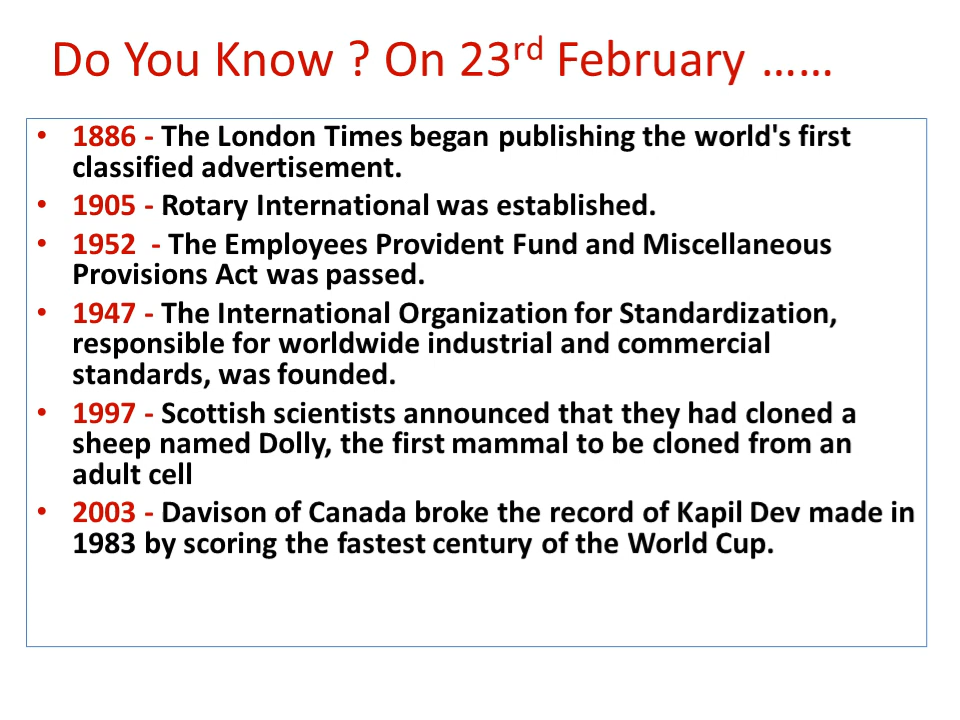 Do You Know ? On 23rd February ……
• 1886 - The London Times began publishing the world's first
classified advertisement.
• 1905 - Rotary International was established.
• 1952  - The Employees Provident Fund and Miscellaneous
Provisions Act was passed.
• 1947 - The International Organization for Standardization,
responsible for worldwide industrial and commercial
standards, was founded.
• 1997 - Scottish scientists announced that they had cloned a
sheep named Dolly, the first mammal to be cloned from an
adult cell
• 2003 - Davison of Canada broke the record of Kapil Dev made in
1983 by scoring the fastest century of the World Cup.